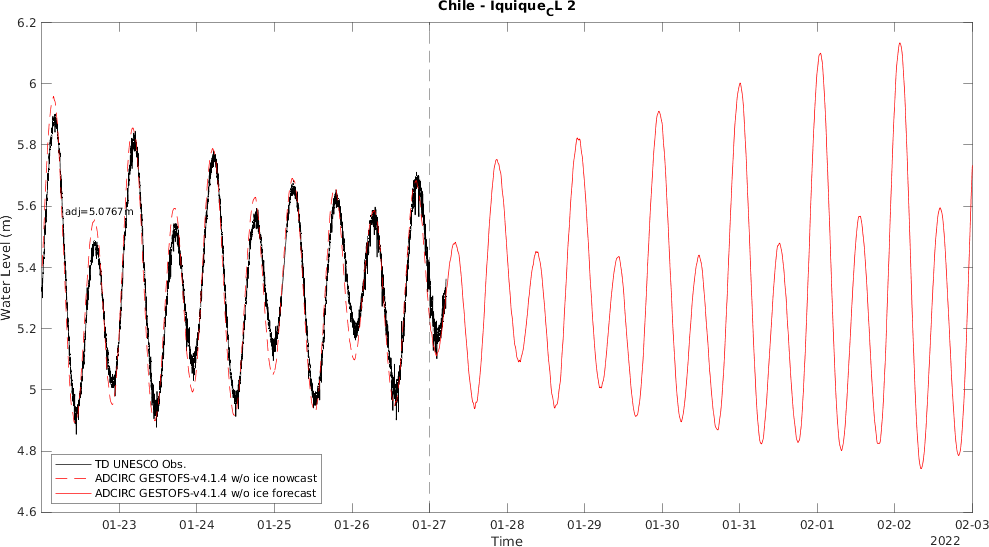 Chile - Iquique_CL 2
Water Level (m)
6.2
6
5.8
5.6
5.4
5.2
5
4.8
4.6
adj=5.0767m
TD UNESCO Obs.
ADCIRC GESTOFS-v4.1.4 w/o ice nowcast
ADCIRC GESTOFS-v4.1.4 w/o ice forecast
01-23 01-24 01-25 01-26 01-27 01-28 01-29 01-30 01-31 02-01 02-02 02-03
Time
2022